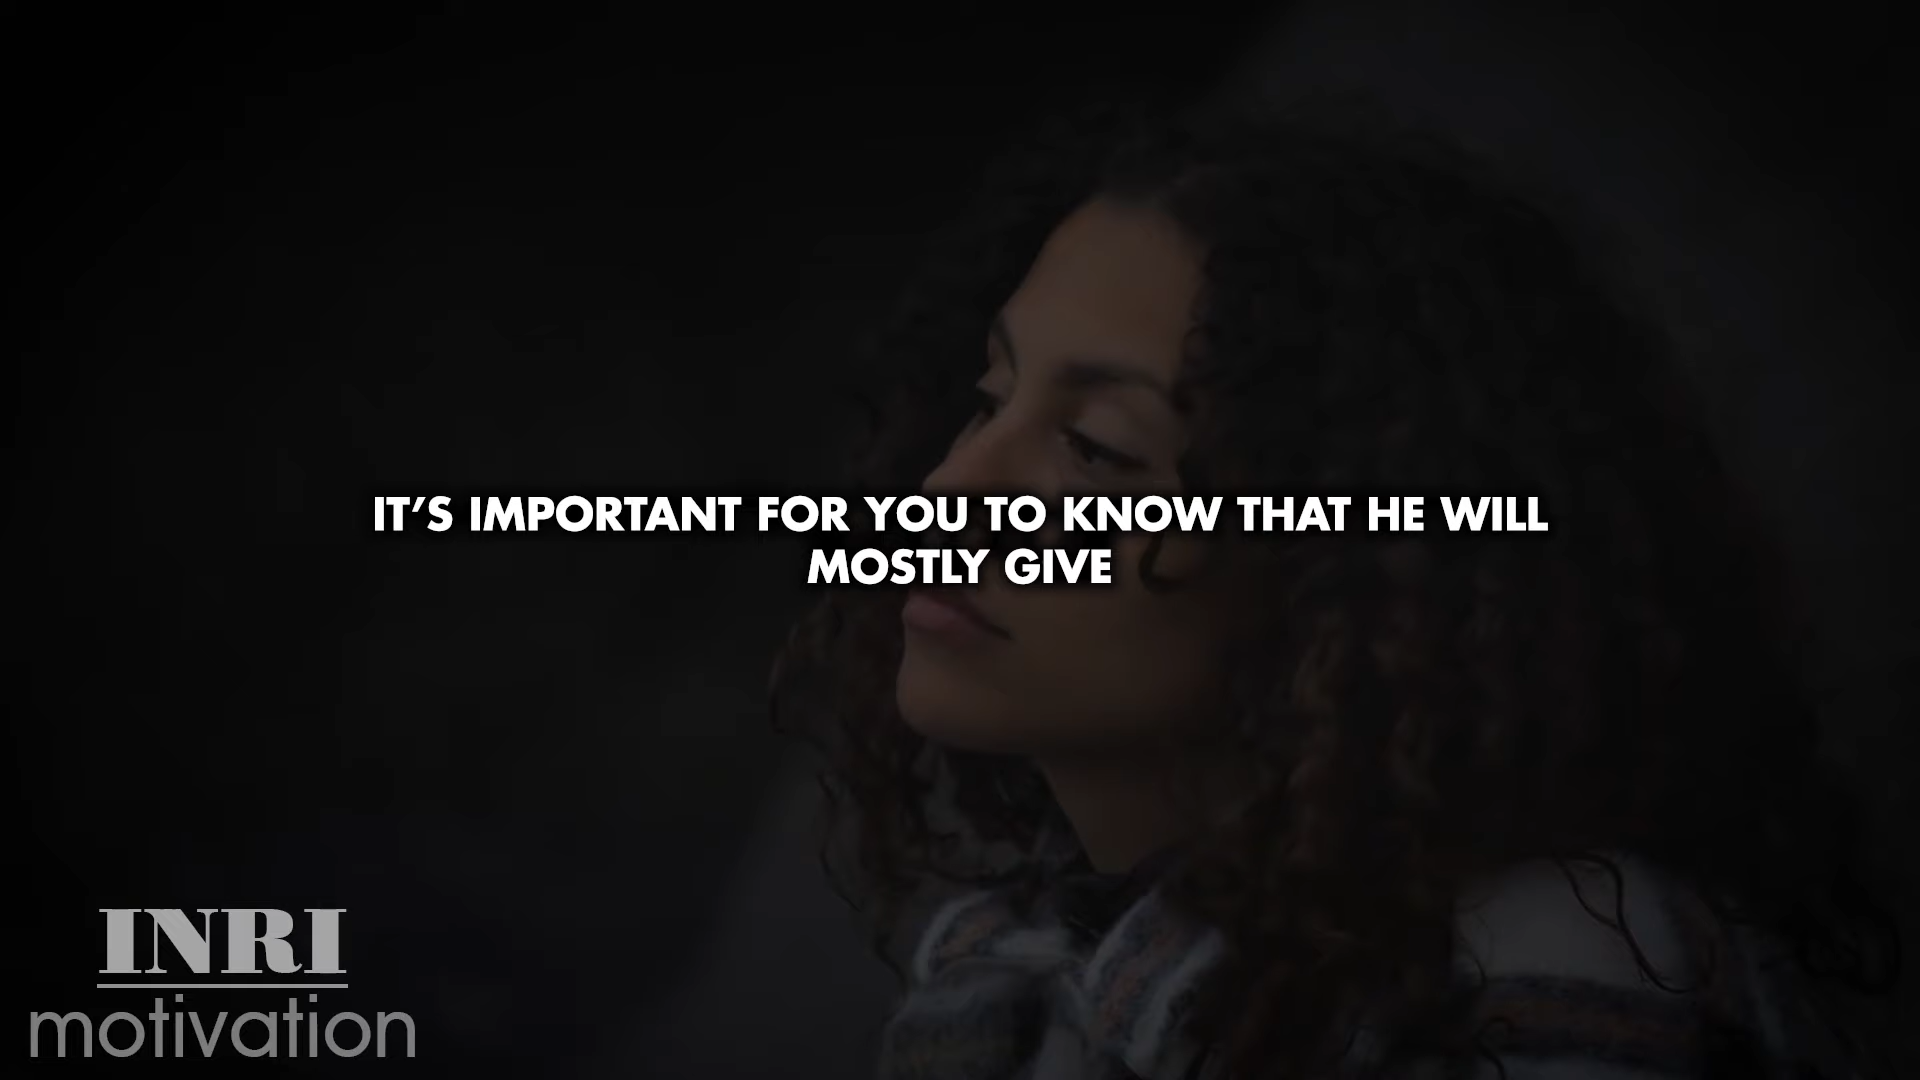 IT’S IMPORTANT FOR YOU TO KNOW THAT HE WILL
MOSTLY GIVE
INRI
motivation